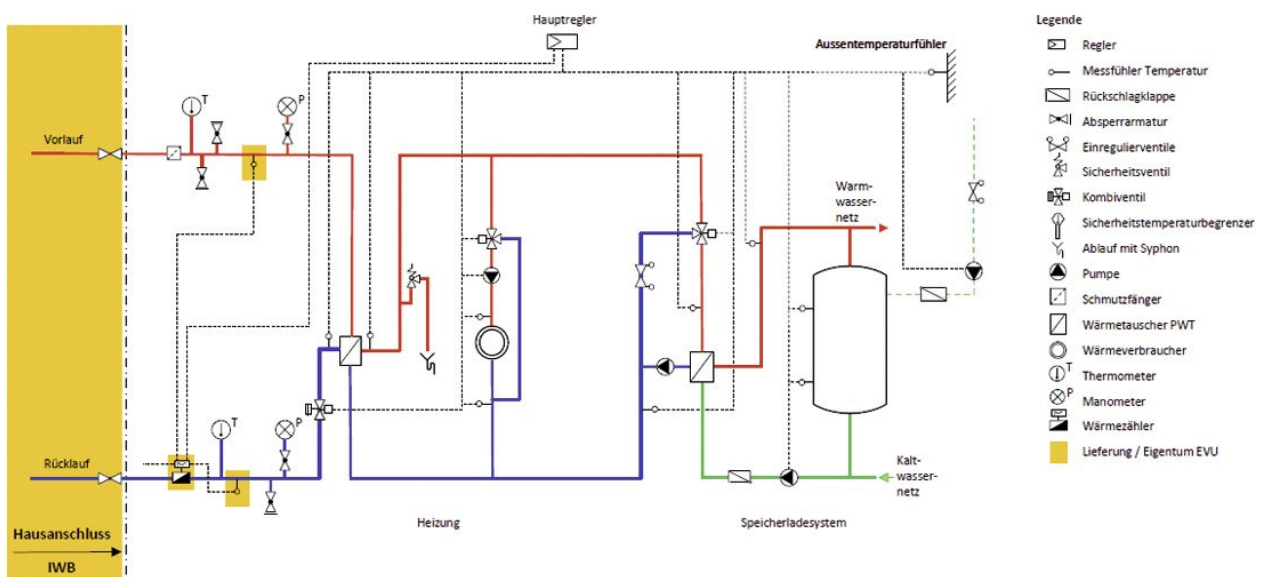 Hauptregler
Aussentemperaturfühler
T
P
Vorlauf
Warm-
wasser-
netz
T
P
Rücklauf
Kalt-
wasser-
netz
Hausanschluss
IWB
Heizung
Speicherladesystem
Legende
Regler
Messfühler Temperatur
Rückschlagklappe
Absperrarmatur
Einregulierventile
Sicherheitsventil
Kombiventil
Sicherheitstemperaturbegrenzer
Ablauf mit Syphon
Pumpe
Schmutzfänger
Wärmetauscher PWT
Wärmeverbraucher
T
Thermometer
P
Manometer
Wärmezähler
Lieferung / Eigentum EVU